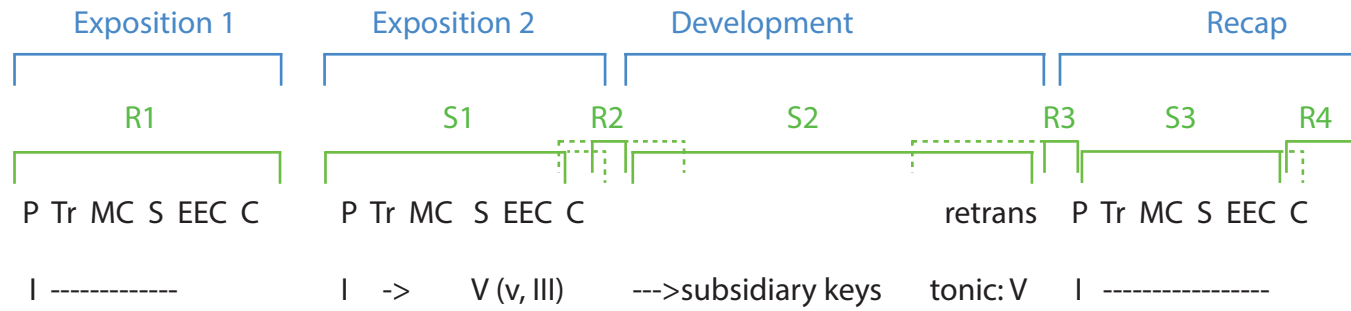 Exposition 1 Exposition 2 Development Recap
R1 S1 R2 S2 R3 S3 R4
P Tr MC S EEC C P Tr MC S EEC C retrans P Tr MC S EEC C
I ------------- I -> V (v, III) --->subsidiary keys tonic: V I -----------------